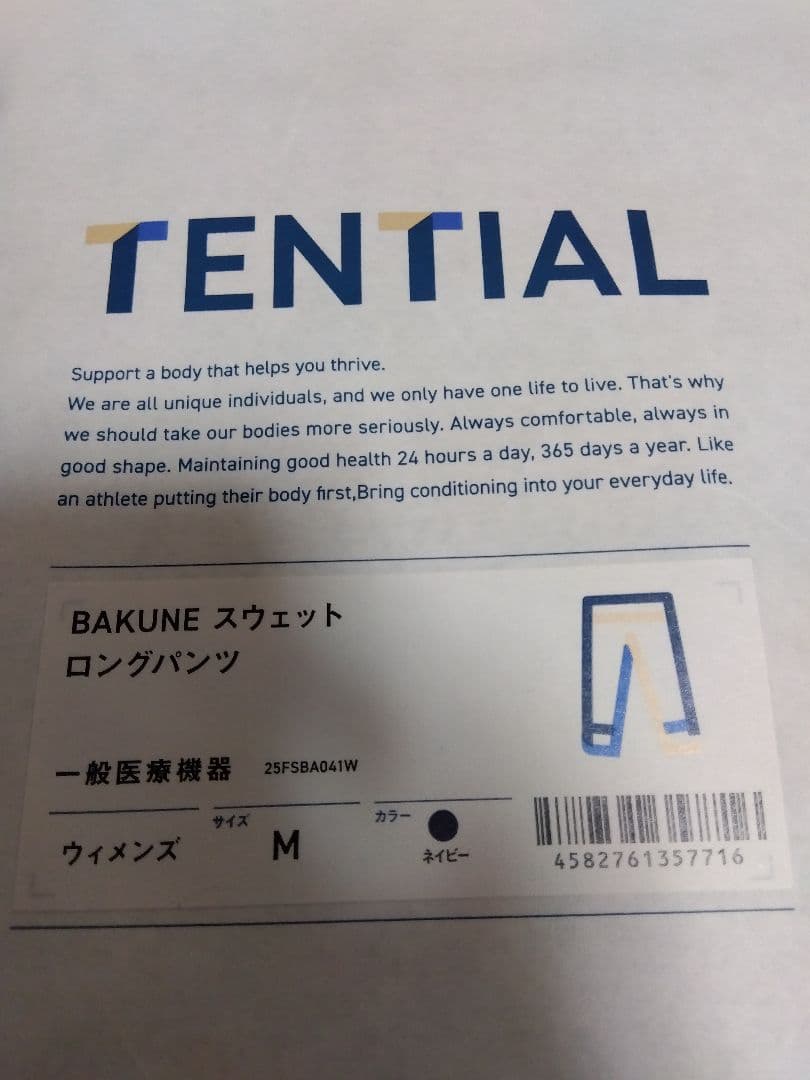 TENTIAL
Support a body that helps you thrive.
We are all unique individuals, and we only have one life to live. That's why
we should take our bodies more seriously. Always comfortable, always in
good shape. Maintaining good health 24 hours a day, 365 days a year. Like
an athlete putting their body first,Bring conditioning into your everyday life.
BAKUNE スウェット
ロングパンツ
一般医療機器 25FSBA041W
ウィメンズ
サイズ
M
カラー
ネイビー
4582761357716